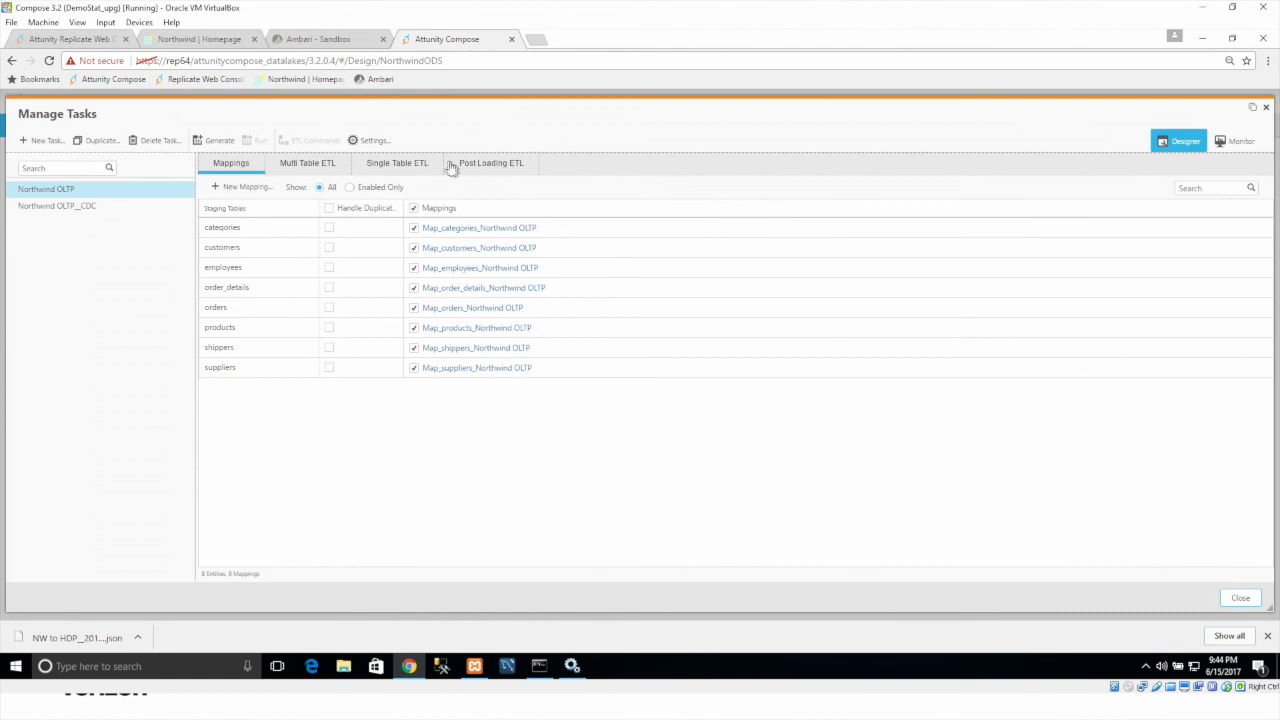 Compose 3.2 (DemoStat_upg) [Running] - Oracle VM VirtualBox
File Machine View Input Devices Help
Attunity Replicate Web C
Northwind | Homepage
Ambari - Sandbox
Attunity Compose
Not secure https://rep64/attunitycompose_datalakes/3.2.0.4/#/Design/NorthwindODS
Bookmarks Attunity Compose Replicate Web Consol Northwind | Homepag Ambari
Manage Tasks
New Task... Duplicate... Delete Task... Generate Run ETL Commands Settings... Designer Monitor
Search
Mappings Multi Table ETL Single Table ETL Post Loading ETL
Northwind OLTP
Northwind OLTP__CDC
New Mapping... Show: All Enabled Only Search
Staging Tables Handle Duplicat... Mappings
categories Map_categories_Northwind OLTP
customers Map_customers_Northwind OLTP
employees Map_employees_Northwind OLTP
order_details Map_order_details_Northwind OLTP
orders Map_orders_Northwind OLTP
products Map_products_Northwind OLTP
shippers Map_shippers_Northwind OLTP
suppliers Map_suppliers_Northwind OLTP
8 Entities, 8 Mappings
Close
NW to HDP__201....json
Show all
Type here to search
9:44 PM
6/15/2017
Right Ctrl